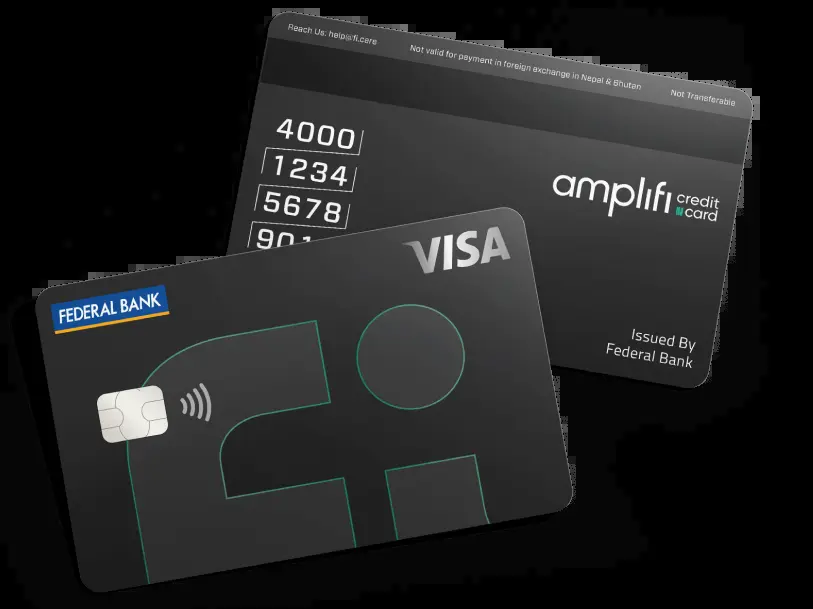 Reach Us: help@fi.care
Not valid for payment in foreign exchange in Nepal & Bhutan
Not Transferable
4000
1234
5678
901
amplifi credit card
Issued By
Federal Bank
VISA
FEDERAL BANK